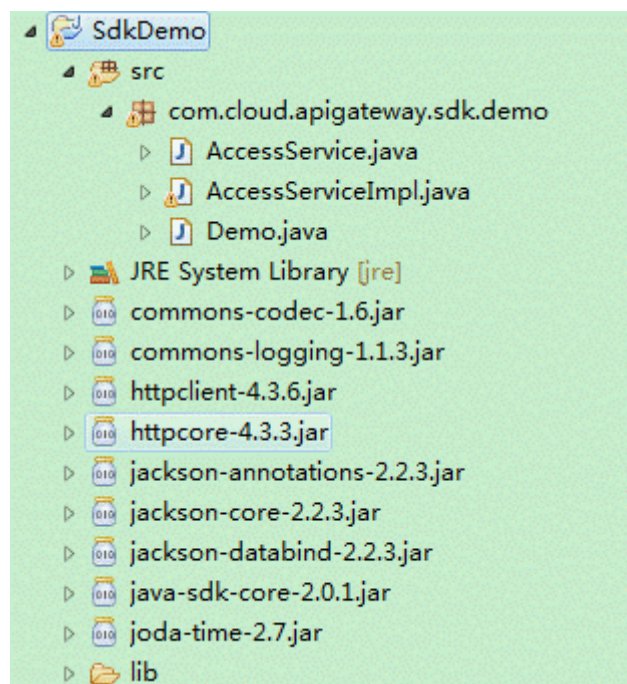 SdkDemo
src
com.cloud.apigateway.sdk.demo
AccessService.java
AccessServiceImpl.java
Demo.java
JRE System Library [jre]
commons-codec-1.6.jar
commons-logging-1.1.3.jar
httpclient-4.3.6.jar
httpcore-4.3.3.jar
jackson-annotations-2.2.3.jar
jackson-core-2.2.3.jar
jackson-databind-2.2.3.jar
java-sdk-core-2.0.1.jar
joda-time-2.7.jar
lib